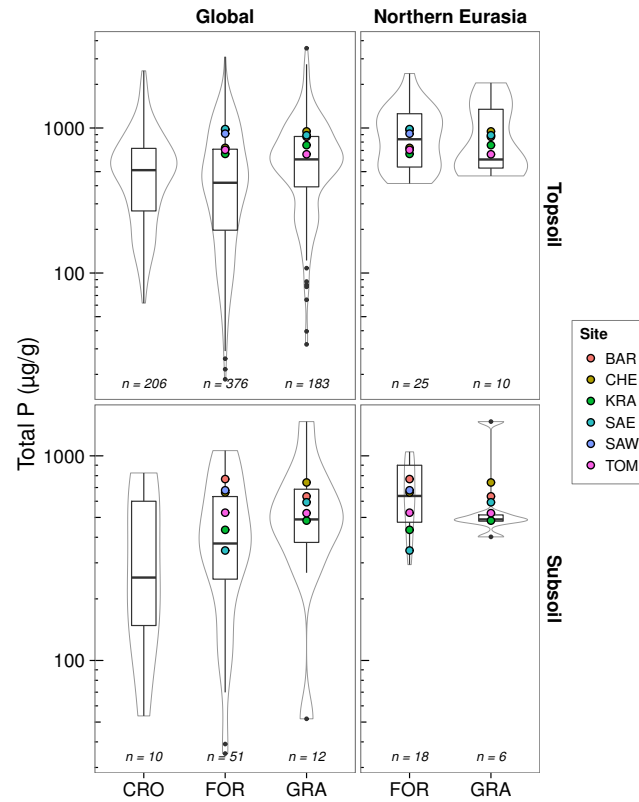 Global Northern Eurasia
1000
100
n = 206 n = 376 n = 183 n = 25 n = 10
Topsoil
Total P (µg/g)
Site
BAR
CHE
KRA
SAE
SAW
TOM
1000
100
n = 10 n = 51 n = 12 n = 18 n = 6
Subsoil
CRO FOR GRA FOR GRA